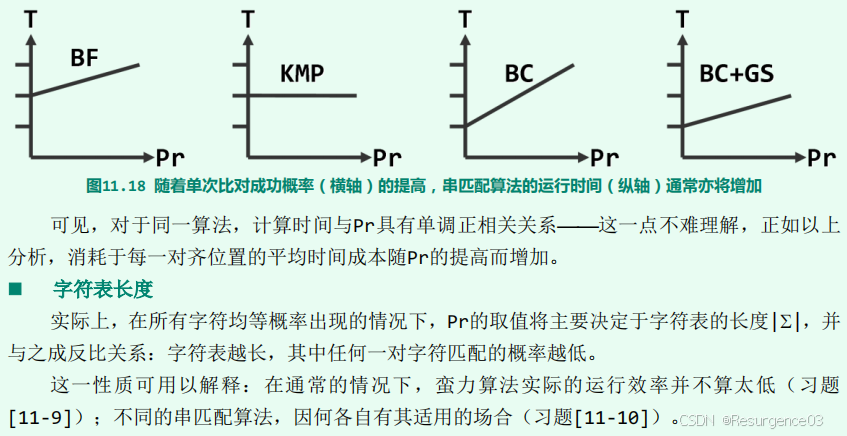 T T T T
BF KMP BC BC+GS
Pr Pr Pr Pr
图11.18 随着单次比对成功概率（横轴）的提高，串匹配算法的运行时间（纵轴）通常亦将增加
可见，对于同一算法，计算时间与Pr具有单调正相关关系——这一点不难理解，正如以上
分析，消耗于每一对齐位置的平均时间成本随Pr的提高而增加。
■ 字符表长度
实际上，在所有字符均等概率出现的情况下，Pr的取值将主要决定于字符表的长度|Σ|，并
与之成反比关系：字符表越长，其中任何一对字符匹配的概率越低。
这一性质可用以解释：在通常的情况下，蛮力算法实际的运行效率并不算太低（习题
[11-9]）；不同的串匹配算法，因何各自有其适用的场合（习题[11-10]）。
CSDN @Resurgence03